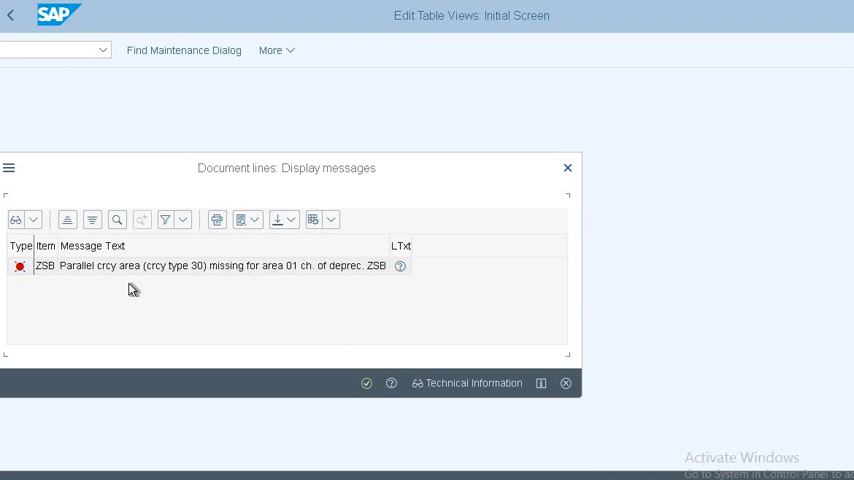 SAP
Edit Table Views: Initial Screen
Find Maintenance Dialog
More
Document lines: Display messages
Type Item Message Text LTxt
ZSB Parallel crcy area (crcy type 30) missing for area 01 ch. of deprec. ZSB
Technical Information
Activate Windows
Go to System in Control Panel to